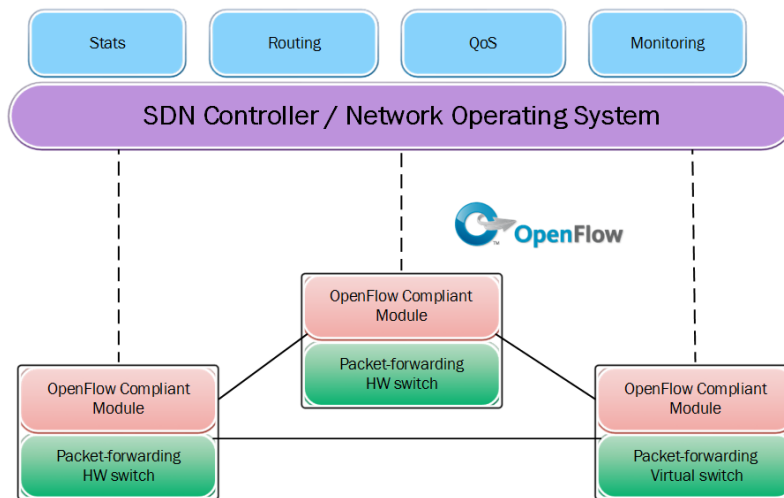 Stats
Routing
QoS
Monitoring
SDN Controller / Network Operating System
OpenFlow
TM
OpenFlow Compliant
Module
Packet-forwarding
HW switch
OpenFlow Compliant
Module
Packet-forwarding
HW switch
OpenFlow Compliant
Module
Packet-forwarding
Virtual switch